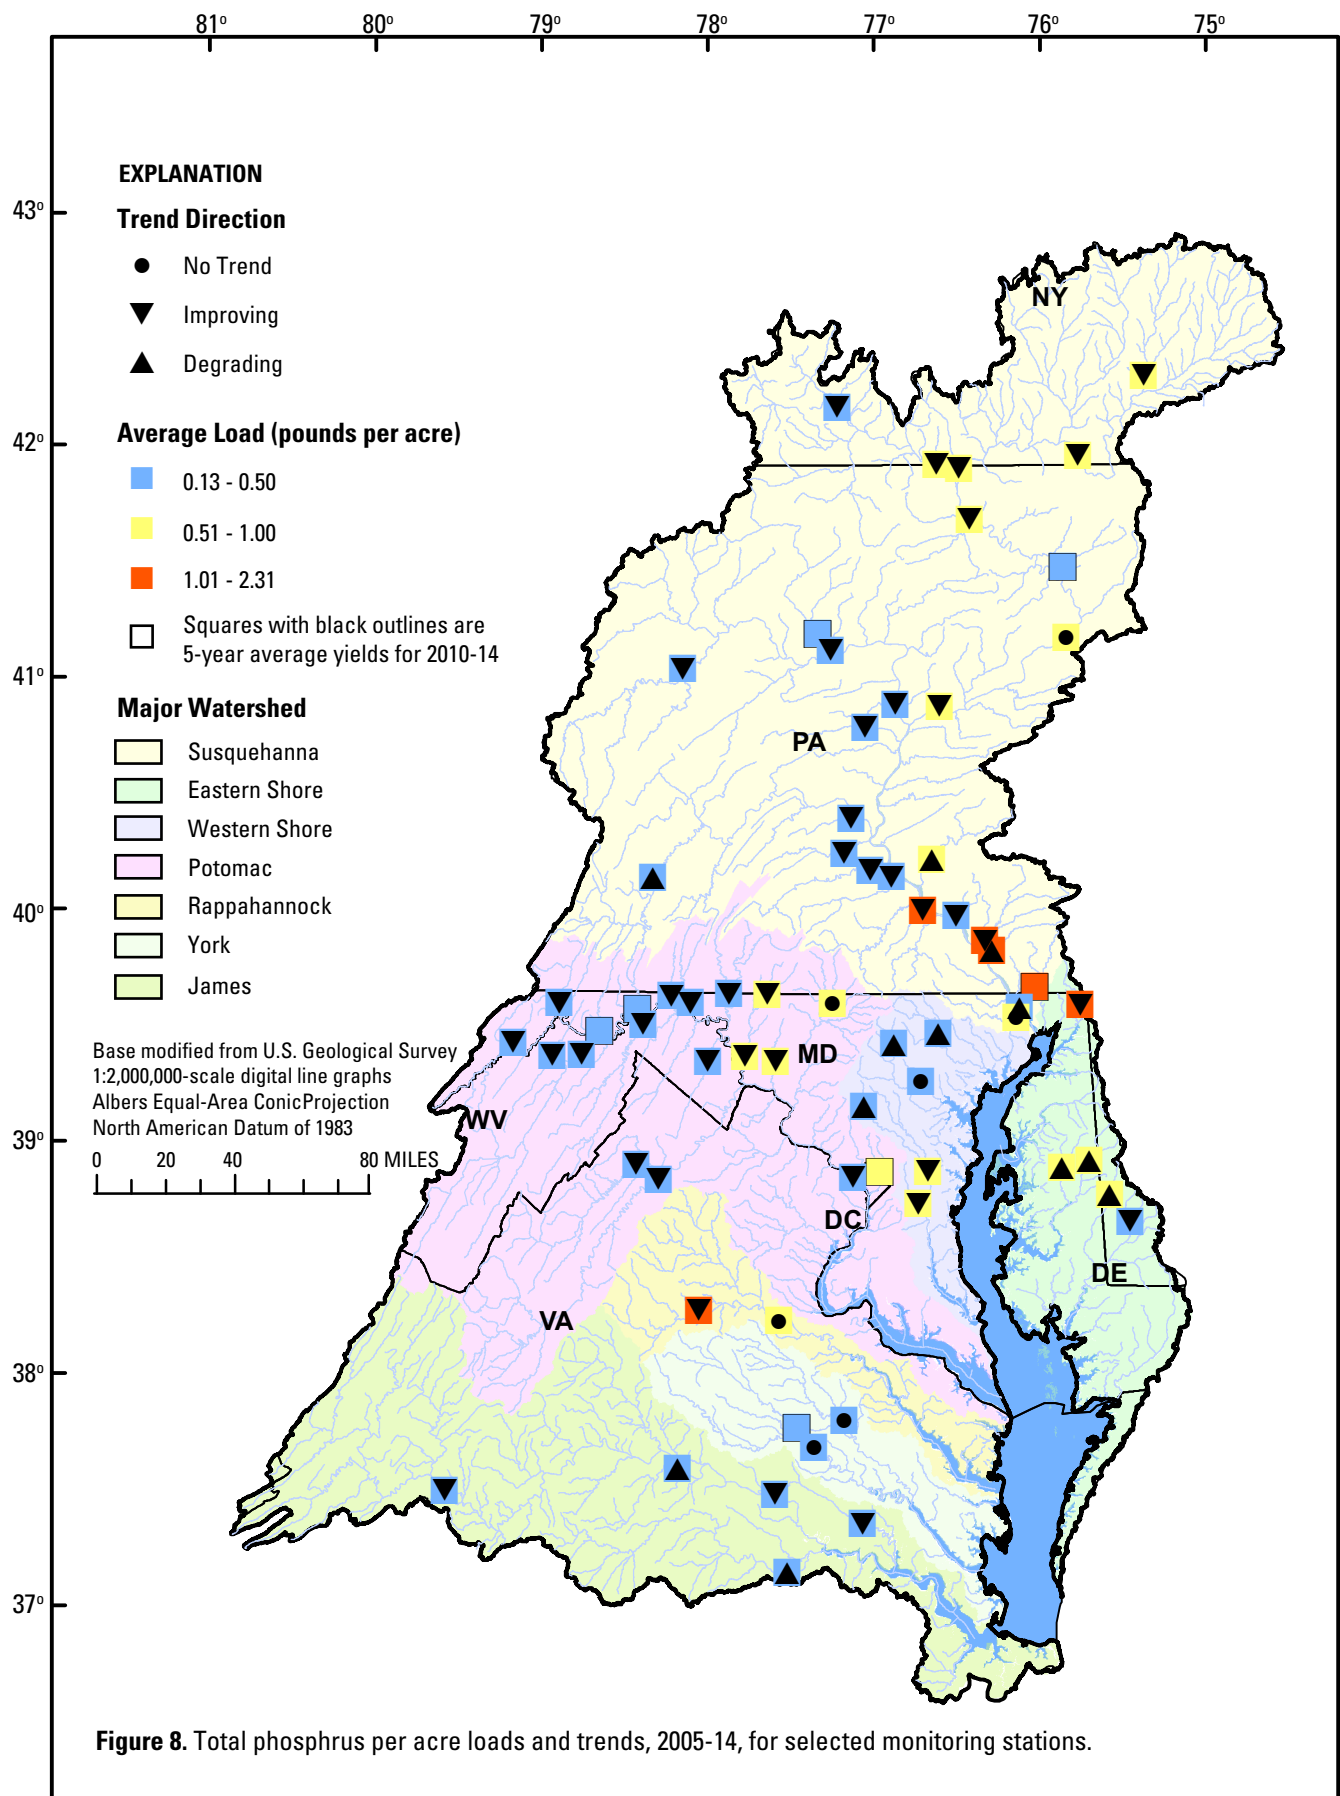 81° 80° 79° 78° 77° 76° 75°
43°
42°
41°
40°
39°
38°
37°
EXPLANATION
Trend Direction
No Trend
Improving
Degrading
Average Load (pounds per acre)
0.13 - 0.50
0.51 - 1.00
1.01 - 2.31
Squares with black outlines are
5-year average yields for 2010-14
Major Watershed
Susquehanna
Eastern Shore
Western Shore
Potomac
Rappahannock
York
James
Base modified from U.S. Geological Survey
1:2,000,000-scale digital line graphs
Albers Equal-Area ConicProjection
North American Datum of 1983
0 20 40 80 MILES
NY
PA
MD
WV
DC
DE
VA
Figure 8. Total phosphrus per acre loads and trends, 2005-14, for selected monitoring stations.